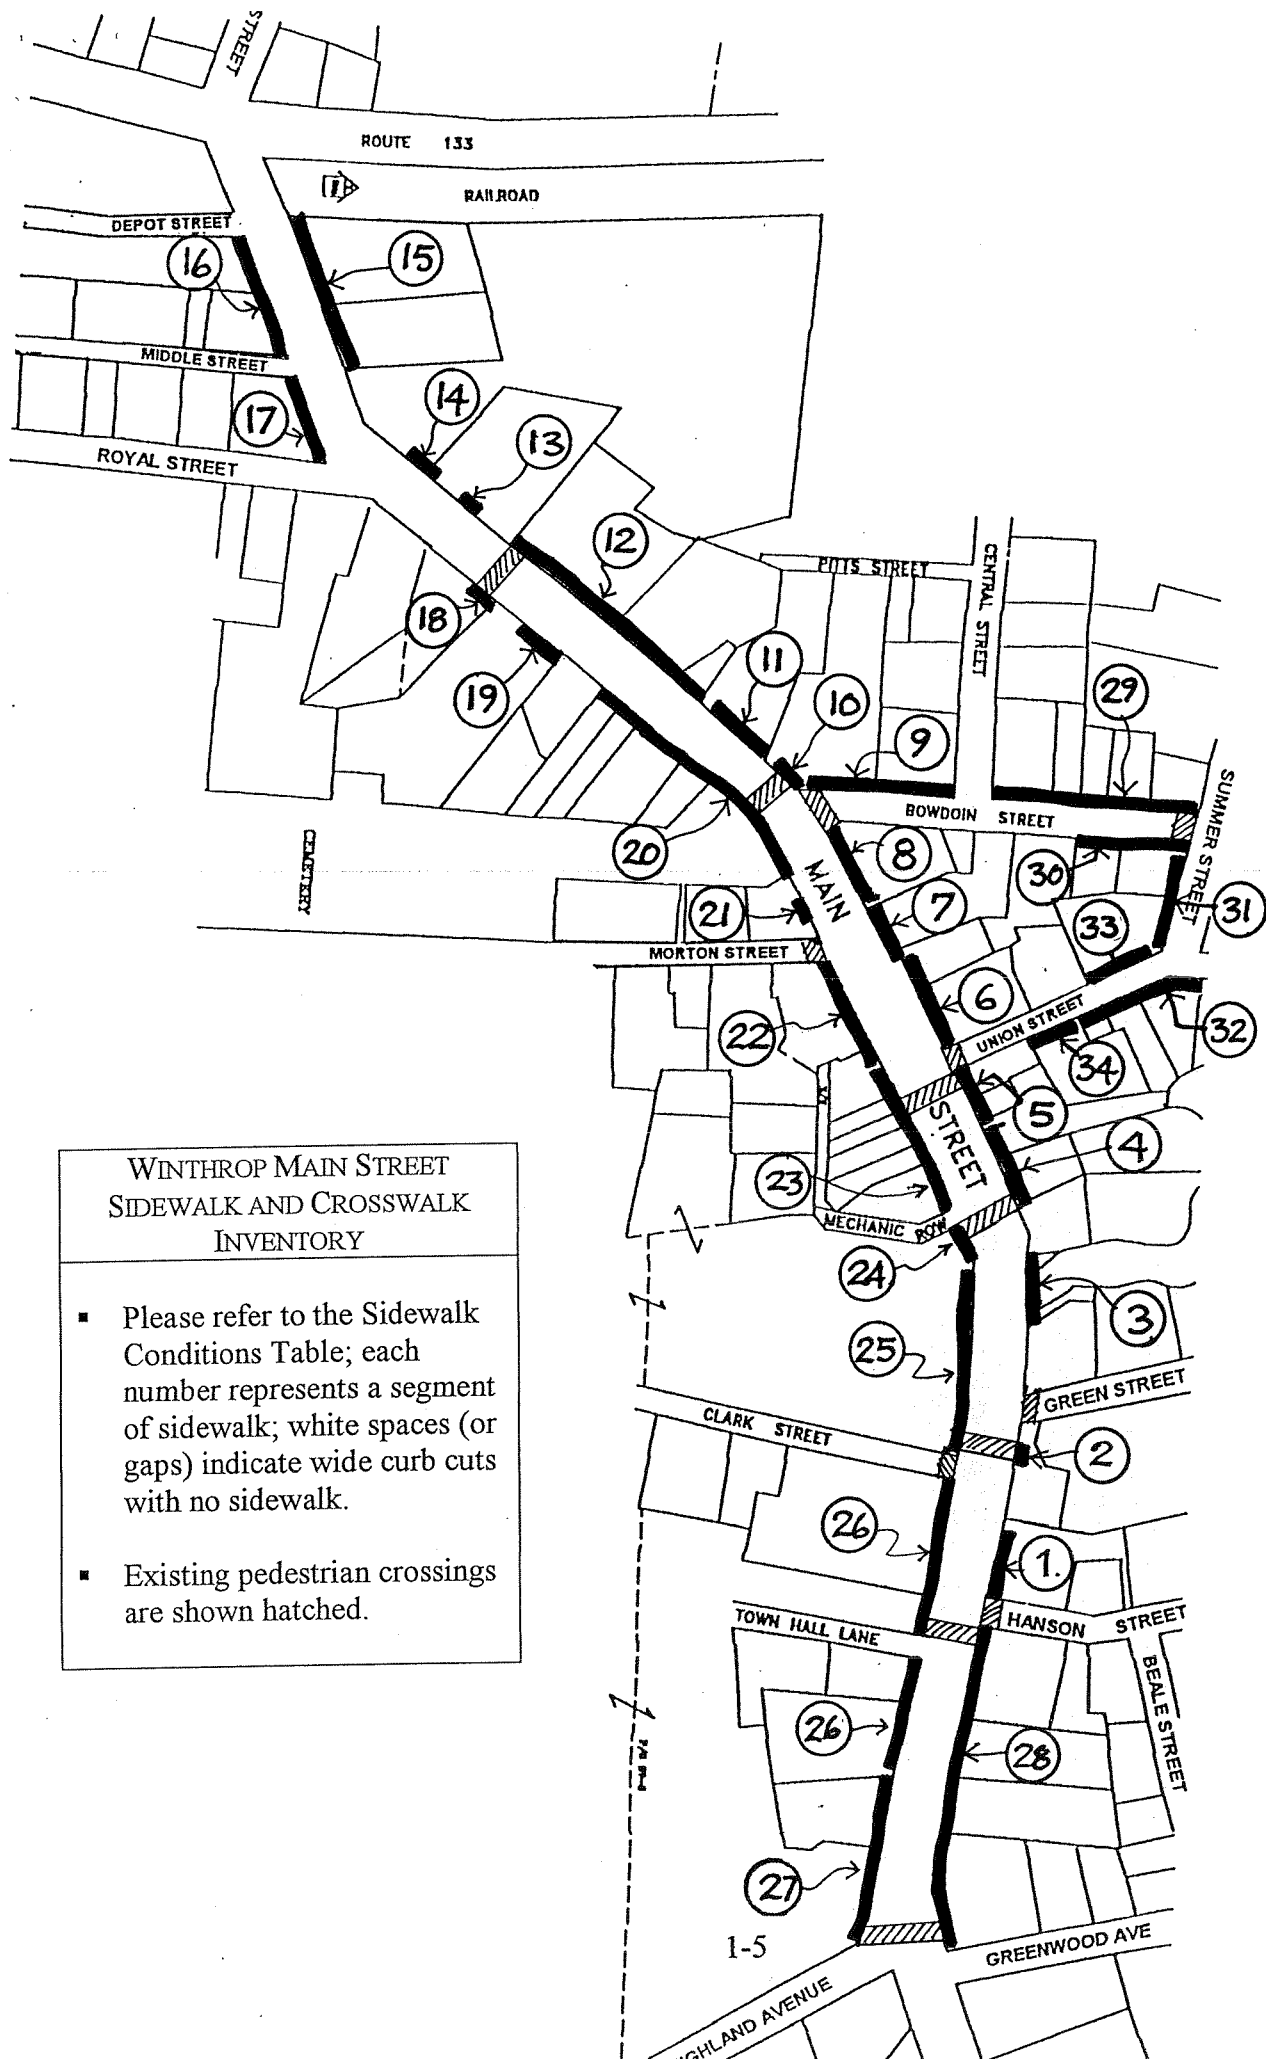 STREET
ROUTE 133
RAILROAD
DEPOT STREET
16
15
MIDDLE STREET
14
17
13
ROYAL STREET
12
PITTS STREET
CENTRAL STREET
18
11
19
10
29
9
SUMMER STREET
BOWDOIN STREET
20
8
CEMETERY
MAIN
30
21
7
33
31
MORTON STREET
6
UNION STREET
22
32
34
STREET
5
4
23
MECHANIC ROW
24
3
25
GREEN STREET
CLARK STREET
2
26
1.
TOWN HALL LANE
HANSON STREET
BEALE STREET
26
28
27
1-5
GREENWOOD AVE
IGHLAND AVENUE
WINTHROP MAIN STREET
SIDEWALK AND CROSSWALK
INVENTORY
▪ Please refer to the Sidewalk
Conditions Table; each
number represents a segment
of sidewalk; white spaces (or
gaps) indicate wide curb cuts
with no sidewalk.
▪ Existing pedestrian crossings
are shown hatched.